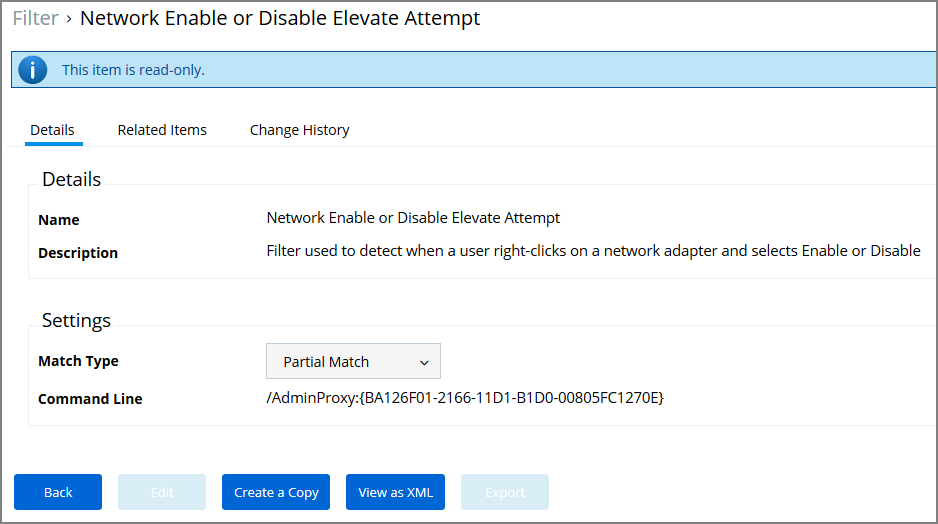 Filter › Network Enable or Disable Elevate Attempt
This item is read-only.
Details Related Items Change History
Details
Name Network Enable or Disable Elevate Attempt
Description Filter used to detect when a user right-clicks on a network adapter and selects Enable or Disable
Settings
Match Type Partial Match
Command Line /AdminProxy:{BA126F01-2166-11D1-B1D0-00805FC1270E}
Back Edit Create a Copy View as XML Export